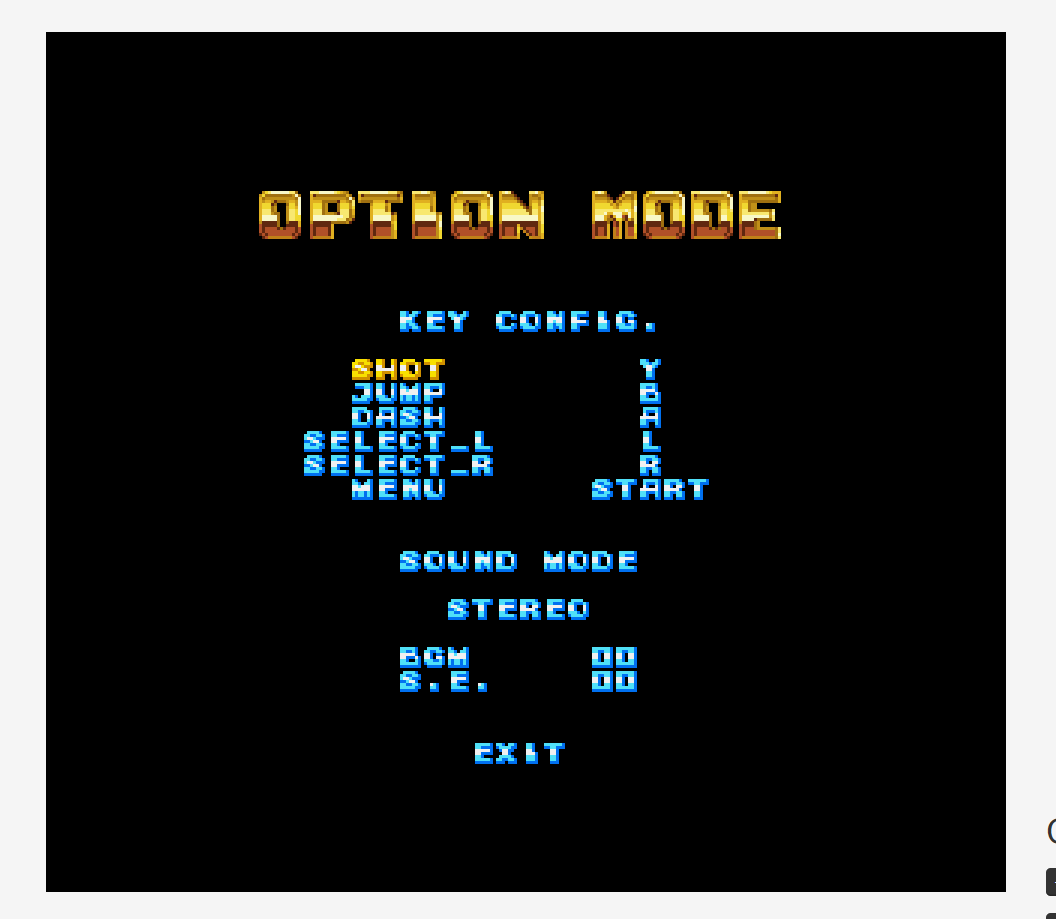 OPTION MODE
KEY CONFIG.
SHOT Y
JUMP B
DASH A
SELECT_L L
SELECT_R R
MENU START
SOUND MODE
STEREO
BGM 00
S.E. 00
EXIT